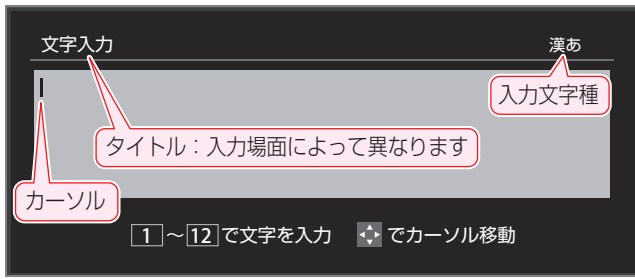 文字入力
漢あ
入力文字種
タイトル：入力場面によって異なります
カーソル
1～12で文字を入力 でカーソル移動